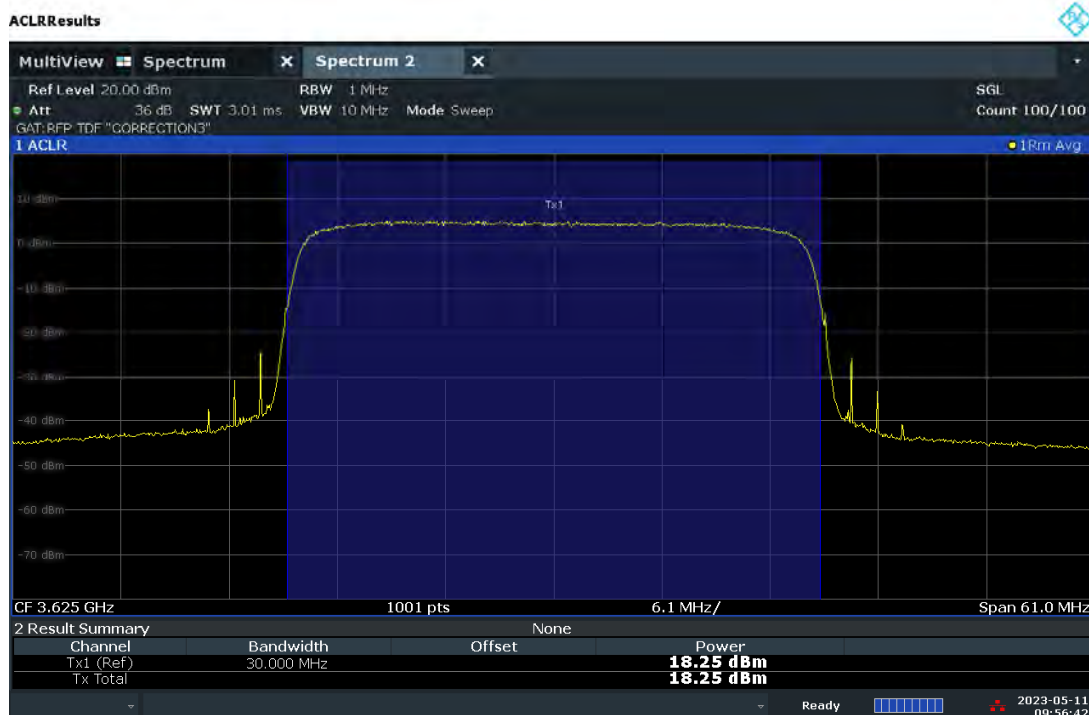 ACLRResults
MultiView Spectrum X Spectrum 2 X
Ref Level 20.00 dBm RBW 1 MHz SGL
Att 36 dB SWT 3.01 ms VBW 10 MHz Mode Sweep Count 100/100
GAT:RFP TDF "CORRECTION3"
1 ACLR 1Rm Avg
10 dBm
Tx1
0 dBm
-10 dBm
-20 dBm
-30 dBm
-40 dBm
-50 dBm
-60 dBm
-70 dBm
CF 3.625 GHz 1001 pts 6.1 MHz/ Span 61.0 MHz
2 Result Summary None
Channel Bandwidth Offset Power
Tx1 (Ref) 30.000 MHz 18.25 dBm
Tx Total 18.25 dBm
Ready 2023-05-11
09:56:42